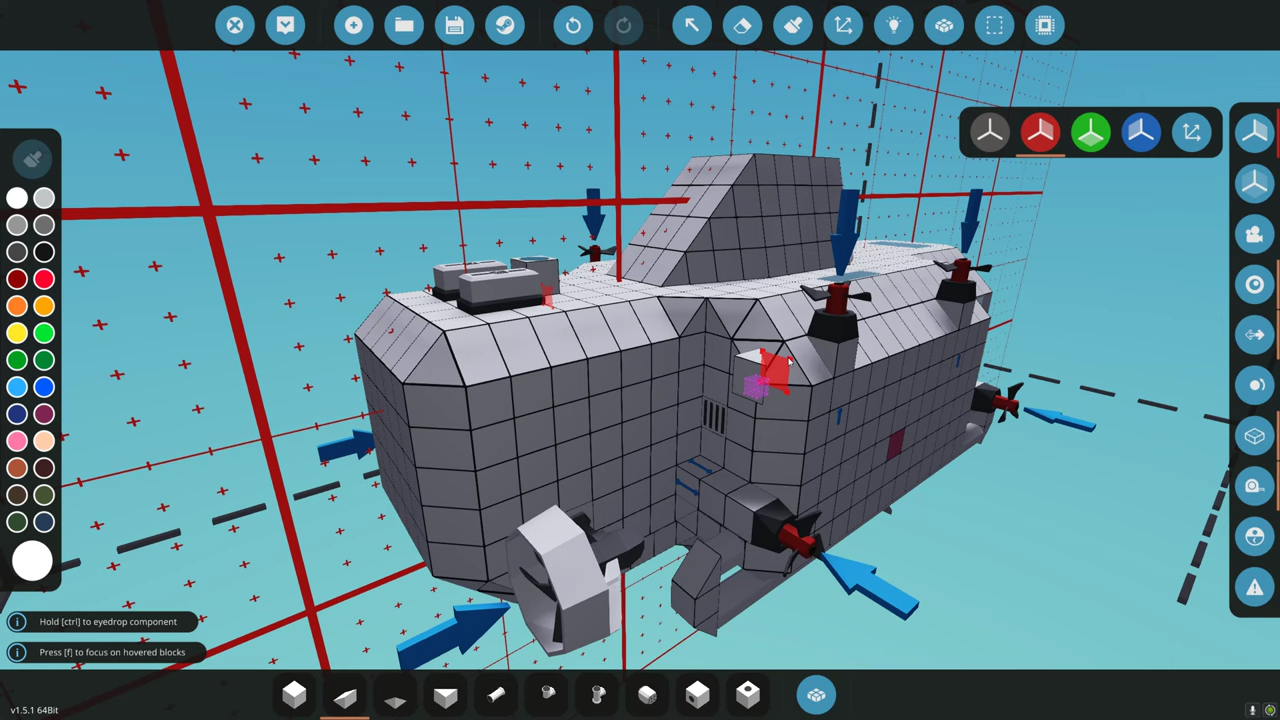 Hold [ctrl] to eyedrop component
Press [f] to focus on hovered blocks
v1.5.1 64Bit